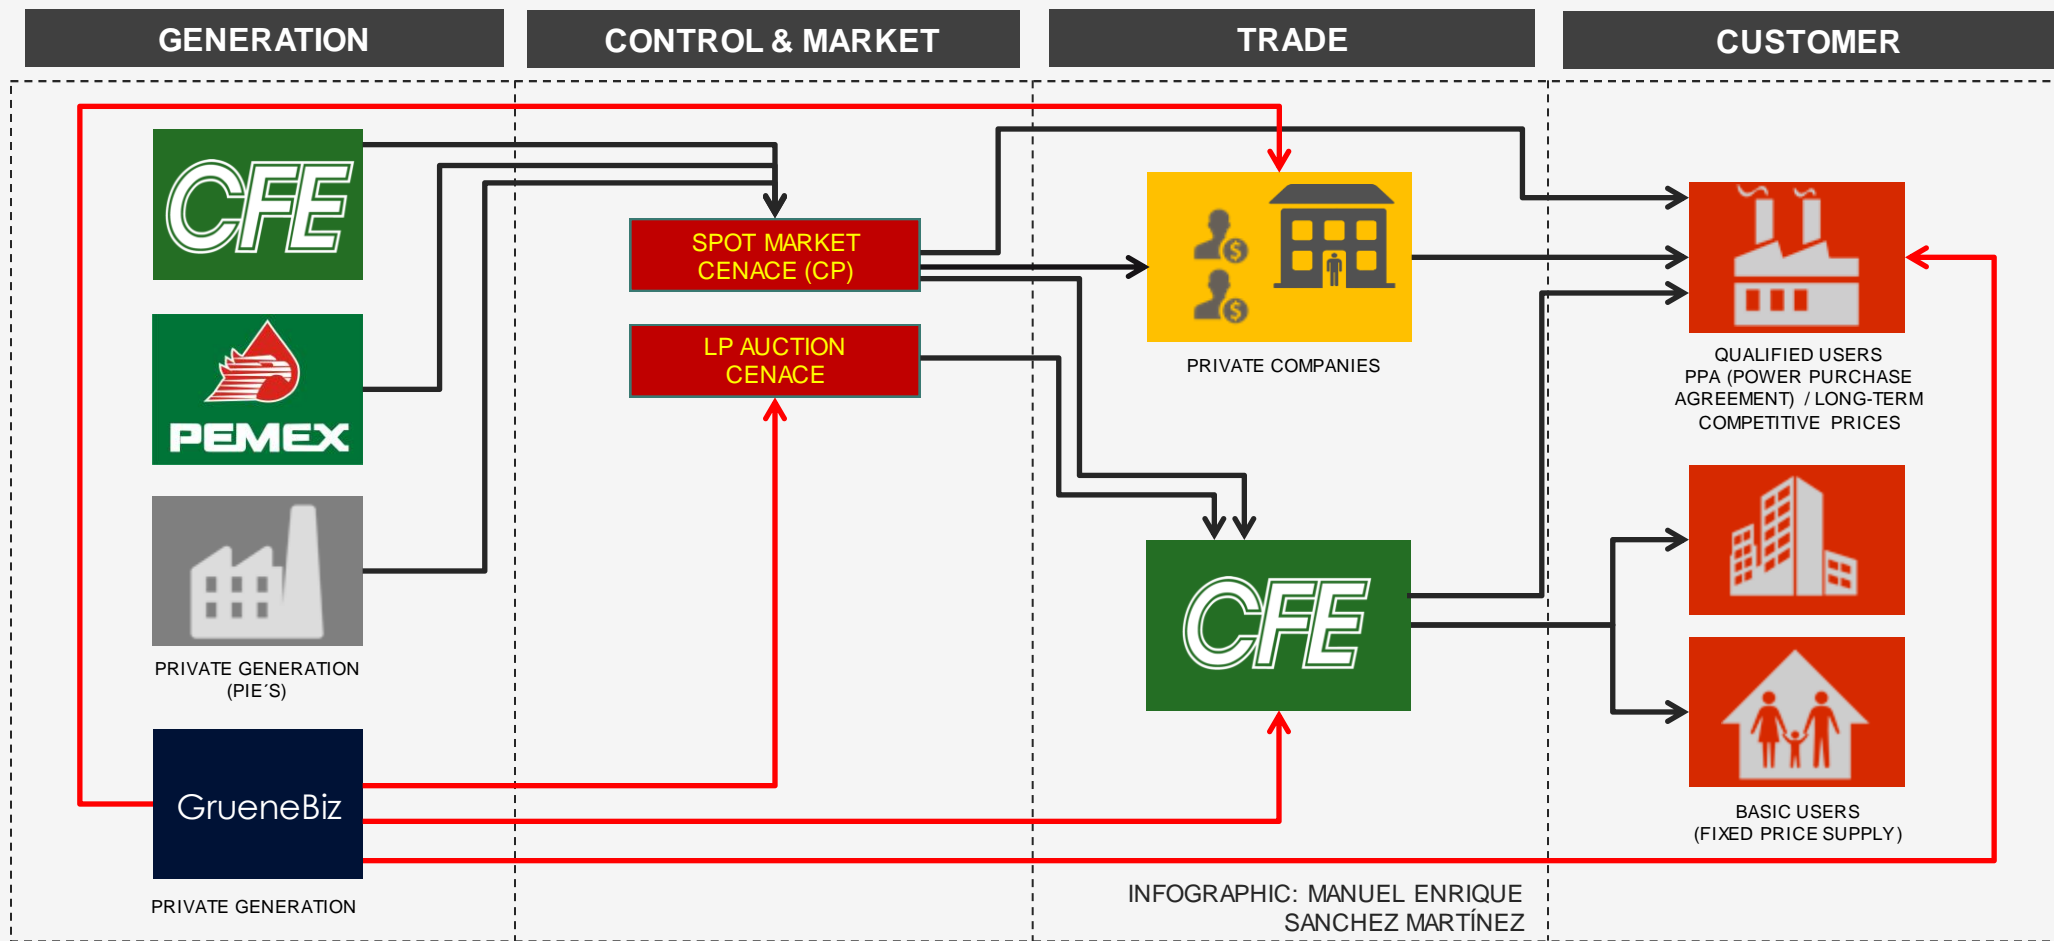 GENERATION
CONTROL & MARKET
TRADE
CUSTOMER
CFE
PEMEX
PRIVATE GENERATION
(PIE´S)
GrueneBiz
PRIVATE GENERATION
SPOT MARKET
CENACE (CP)
LP AUCTION
CENACE
$
$
PRIVATE COMPANIES
CFE
INFOGRAPHIC: MANUEL ENRIQUE
SANCHEZ MARTÍNEZ
QUALIFIED USERS
PPA (POWER PURCHASE
AGREEMENT) / LONG-TERM
COMPETITIVE PRICES
BASIC USERS
(FIXED PRICE SUPPLY)